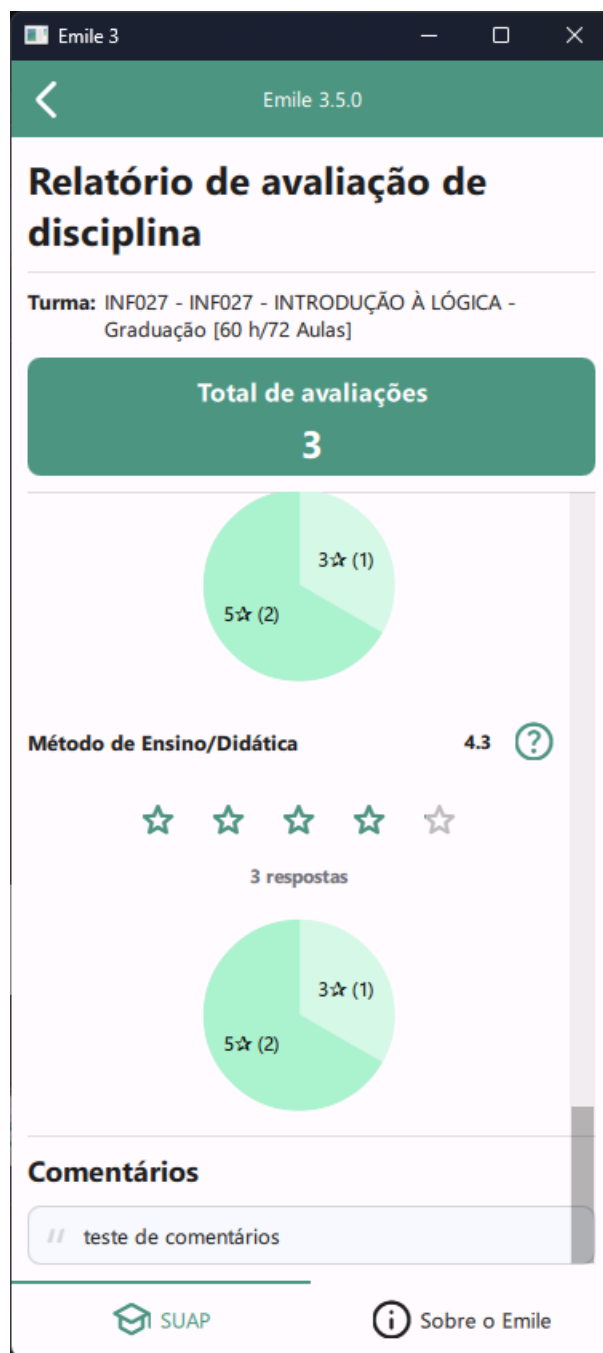 Emile 3
Emile 3.5.0
Relatório de avaliação de
disciplina
Turma: INF027 - INF027 - INTRODUÇÃO À LÓGICA -
Graduação [60 h/72 Aulas]
Total de avaliações
3
3☆ (1)
5☆ (2)
Método de Ensino/Didática 4.3 ?
3 respostas
3☆ (1)
5☆ (2)
Comentários
" teste de comentários
SUAP
Sobre o Emile